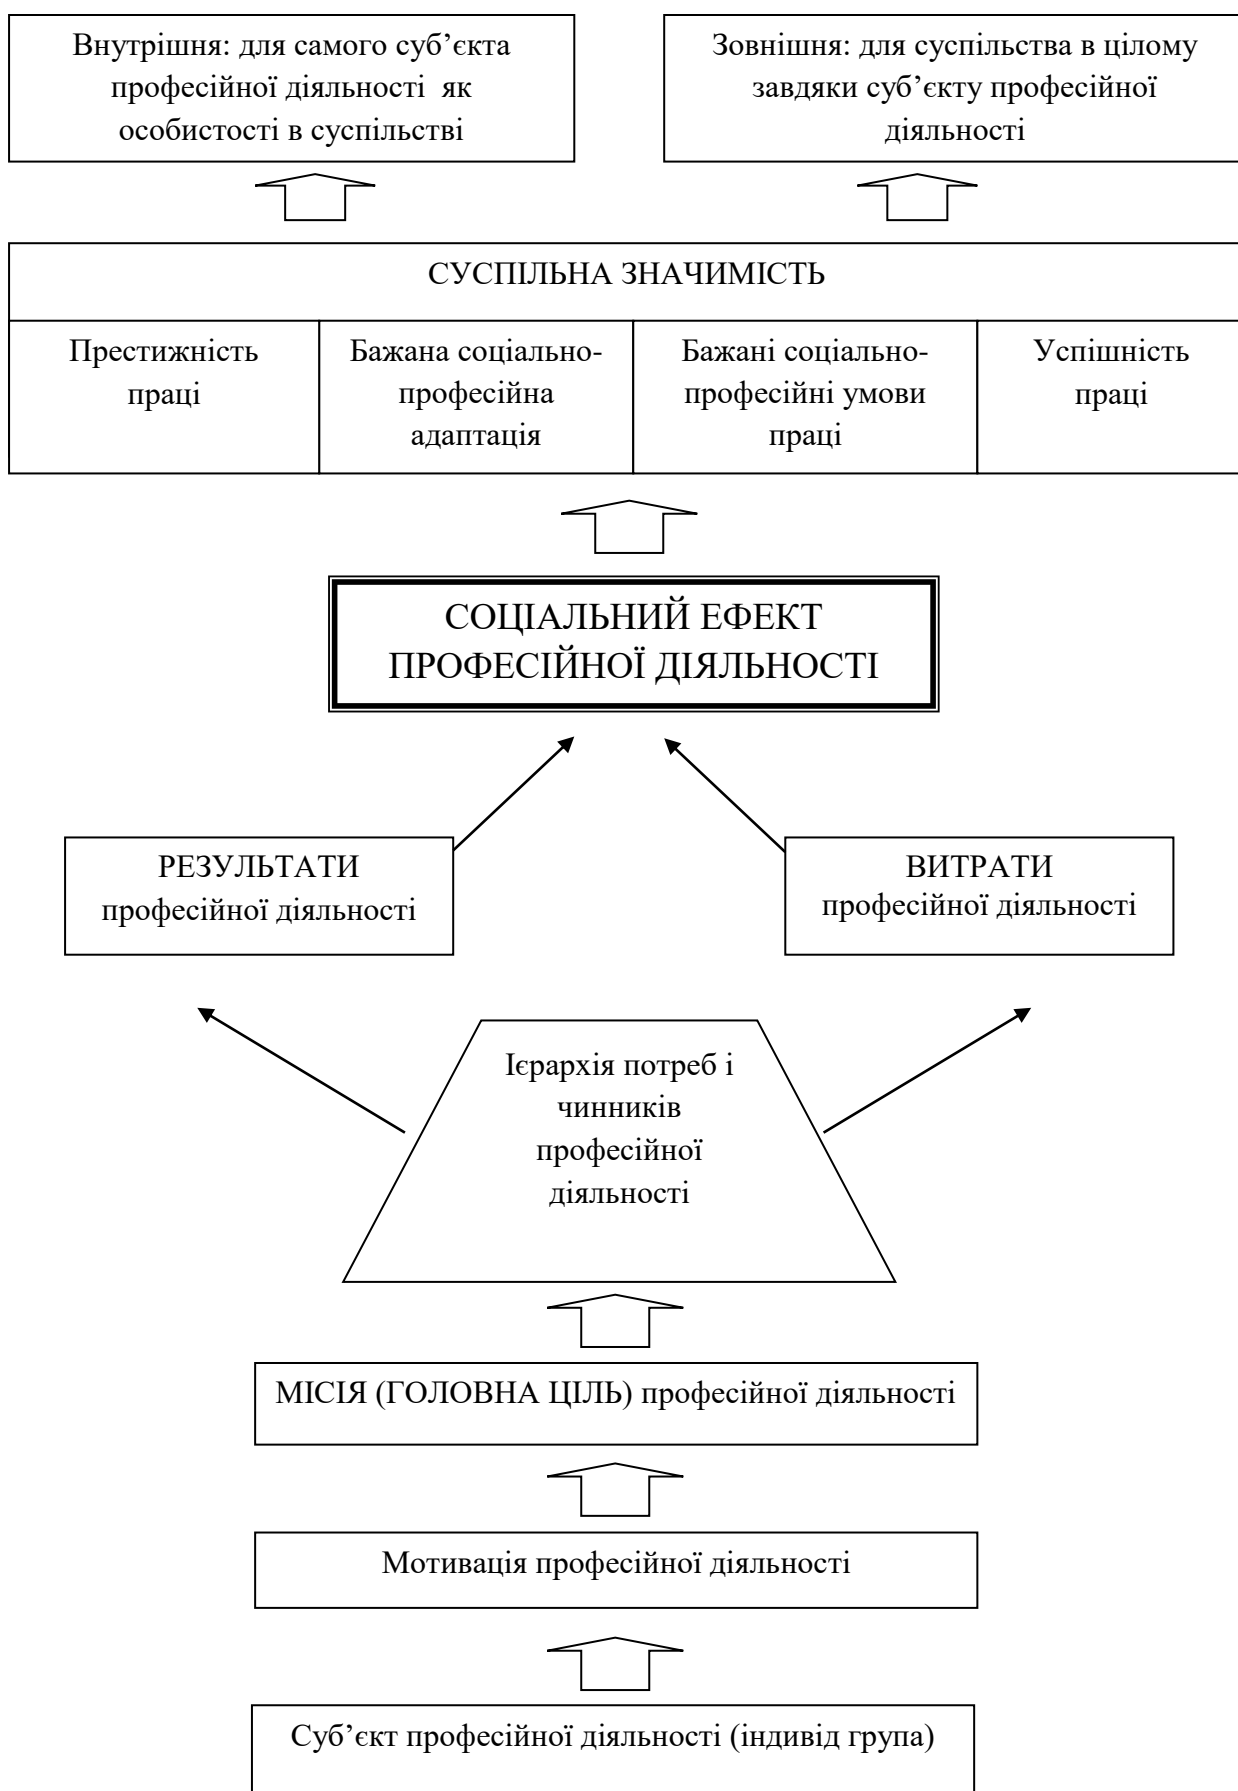 Внутрішня: для самого суб’єкта
професійної діяльності  як
особистості в суспільстві
Зовнішня: для суспільства в цілому
завдяки суб’єкту професійної
діяльності
СУСПІЛЬНА ЗНАЧИМІСТЬ
Престижність
праці
Бажана соціально-
професійна
адаптація
Бажані соціально-
професійні умови
праці
Успішність
праці
СОЦІАЛЬНИЙ ЕФЕКТ
ПРОФЕСІЙНОЇ ДІЯЛЬНОСТІ
РЕЗУЛЬТАТИ
професійної діяльності
ВИТРАТИ
професійної діяльності
Ієрархія потреб і
чинників
професійної
діяльності
МІСІЯ (ГОЛОВНА ЦІЛЬ) професійної діяльності
Мотивація професійної діяльності
Суб’єкт професійної діяльності (індивід група)